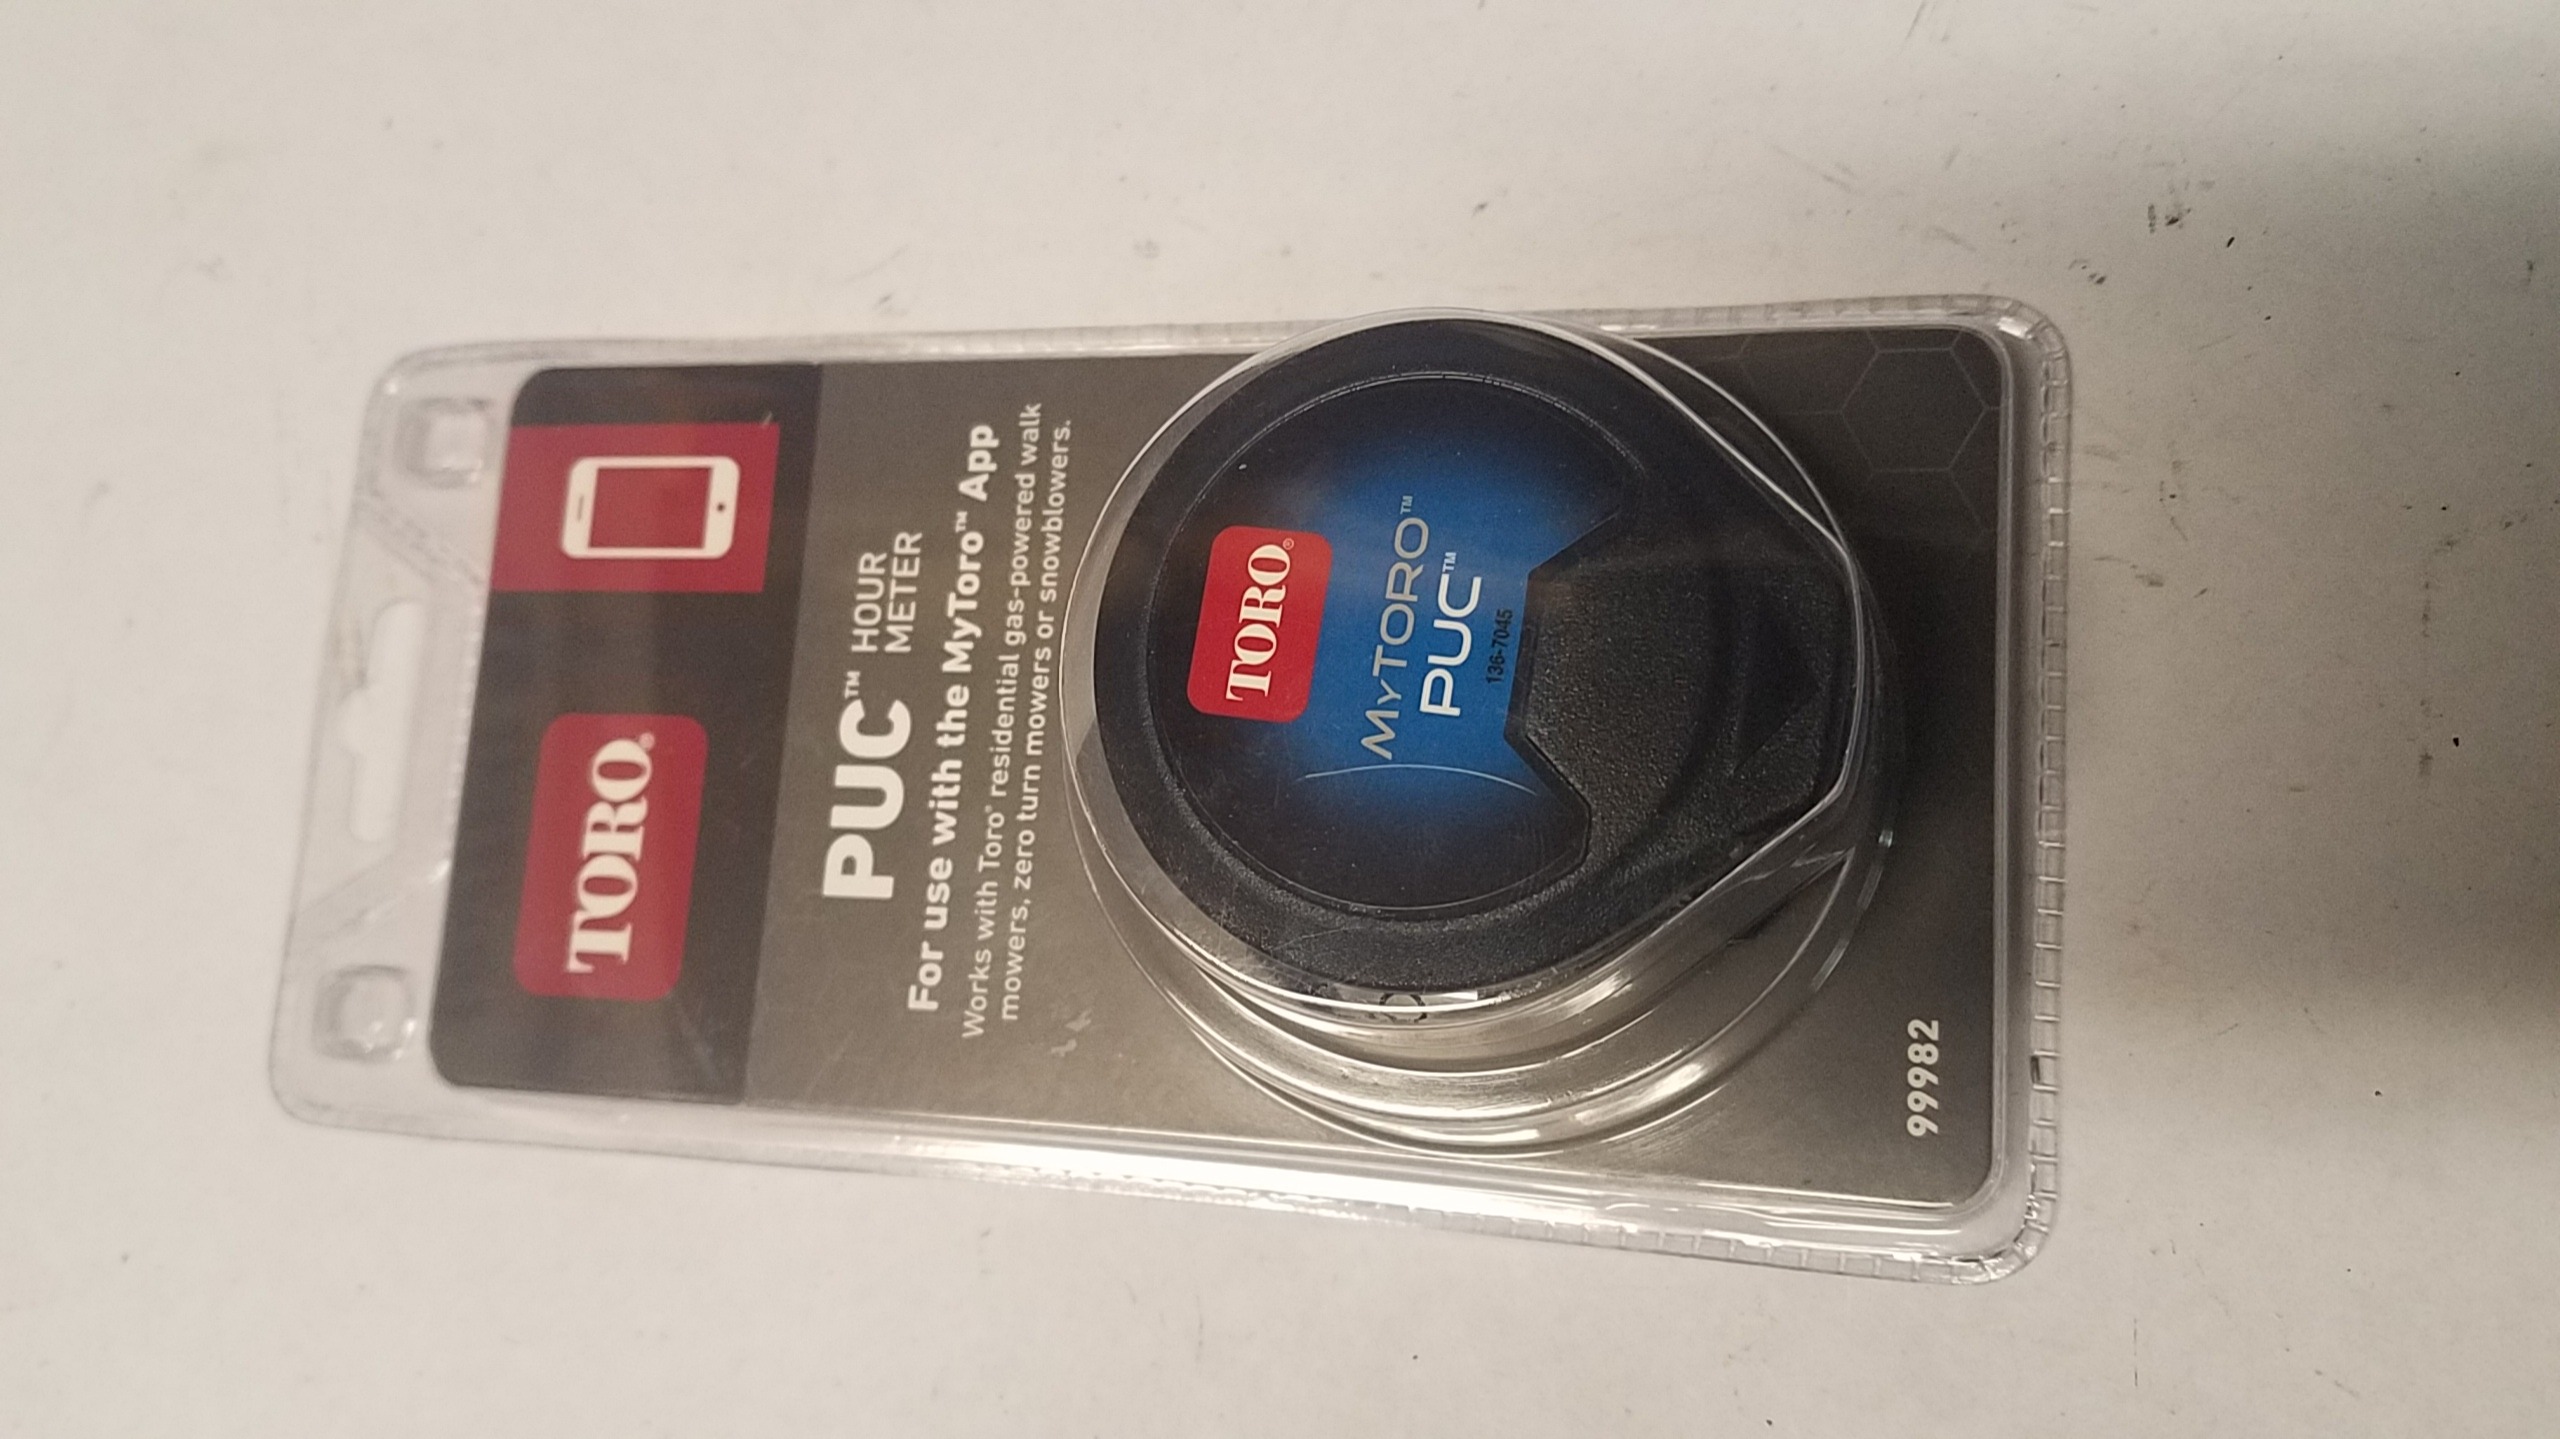 TORO®
PUC™ HOUR
METER
For use with the MyToro™ App
Works with Toro® residential gas-powered walk
mowers, zero turn mowers or snowblowers.
TORO®
MYTORO™
PUC™
136-7045
99982